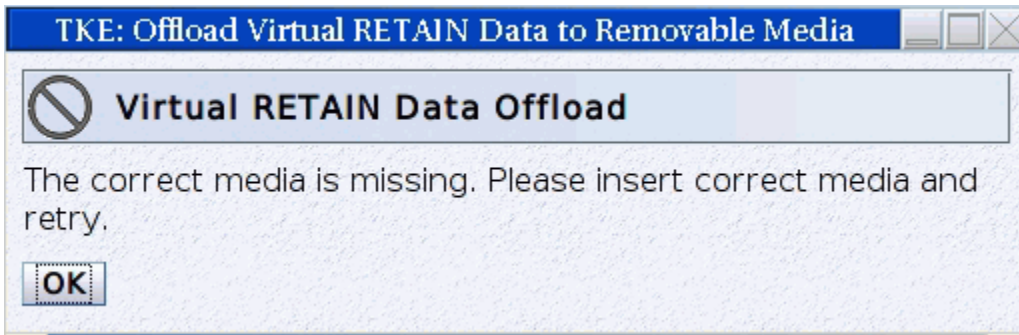 TKE: Offload Virtual RETAIN Data to Removable Media
Virtual RETAIN Data Offload
The correct media is missing. Please insert correct media and
retry.
OK